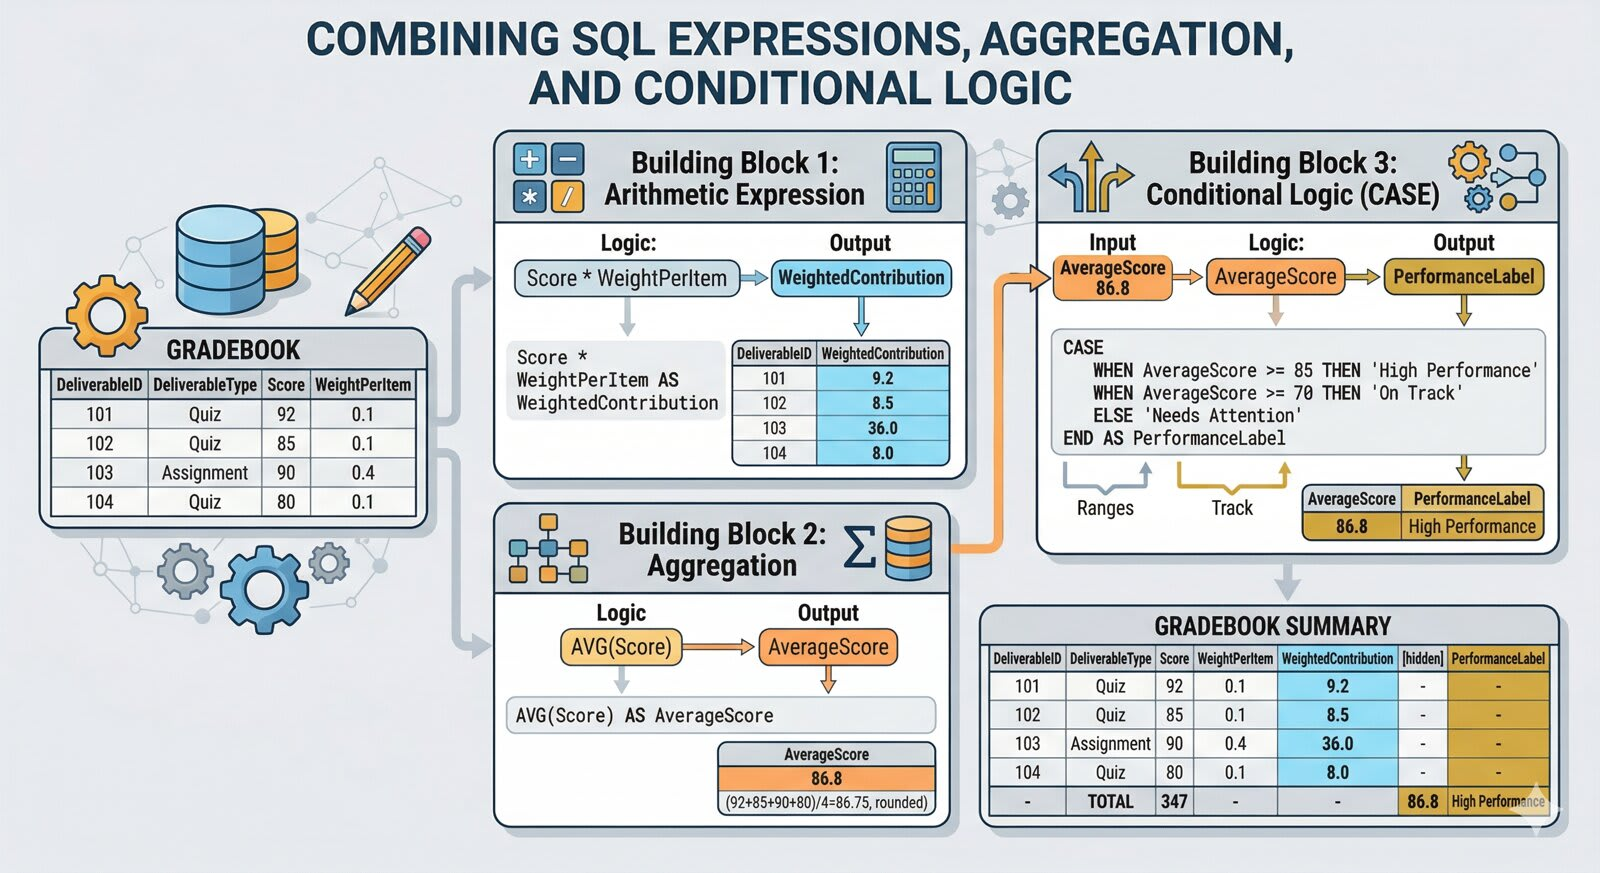 COMBINING SQL EXPRESSIONS, AGGREGATION,
AND CONDITIONAL LOGIC
GRADEBOOK
DeliverableID DeliverableType Score WeightPerItem
101 Quiz 92 0.1
102 Quiz 85 0.1
103 Assignment 90 0.4
104 Quiz 80 0.1
+ −
* /
Building Block 1:
Arithmetic Expression
Logic: Output
Score * WeightPerItem WeightedContribution
Score *
WeightPerItem AS
WeightedContribution
DeliverableID WeightedContribution
101 9.2
102 8.5
103 36.0
104 8.0
Building Block 2:
Aggregation
Σ
Logic Output
AVG(Score) AverageScore
AVG(Score) AS AverageScore
AverageScore
86.8
(92+85+90+80)/4=86.75, rounded)
Building Block 3:
Conditional Logic (CASE)
Input Logic: Output
AverageScore
86.8
AverageScore PerformanceLabel
CASE
WHEN AverageScore >= 85 THEN 'High Performance'
WHEN AverageScore >= 70 THEN 'On Track'
ELSE 'Needs Attention'
END AS PerformanceLabel
Ranges Track
AverageScore PerformanceLabel
86.8 High Performance
GRADEBOOK SUMMARY
DeliverableID DeliverableType Score WeightPerItem WeightedContribution [hidden] PerformanceLabel
101 Quiz 92 0.1 9.2 - -
102 Quiz 85 0.1 8.5 - -
103 Assignment 90 0.4 36.0 - -
104 Quiz 80 0.1 8.0 - -
- TOTAL 347 - - 86.8 High Performance